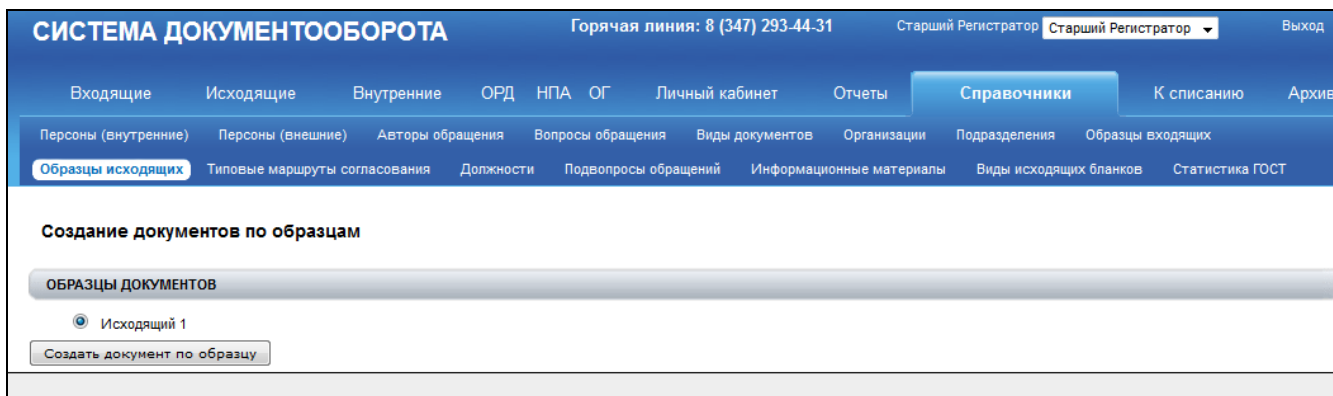 СИСТЕМА ДОКУМЕНТООБОРОТА Горячая линия: 8 (347) 293-44-31 Старший Регистратор Старший Регистратор Выход
Входящие Исходящие Внутренние ОРД НПА ОГ Личный кабинет Отчеты Справочники К списанию Архив
Персоны (внутренние) Персоны (внешние) Авторы обращения Вопросы обращения Виды документов Организации Подразделения Образцы входящих
Образцы исходящих Типовые маршруты согласования Должности Подвопросы обращений Информационные материалы Виды исходящих бланков Статистика ГОСТ
Создание документов по образцам
ОБРАЗЦЫ ДОКУМЕНТОВ
Исходящий 1
Создать документ по образцу